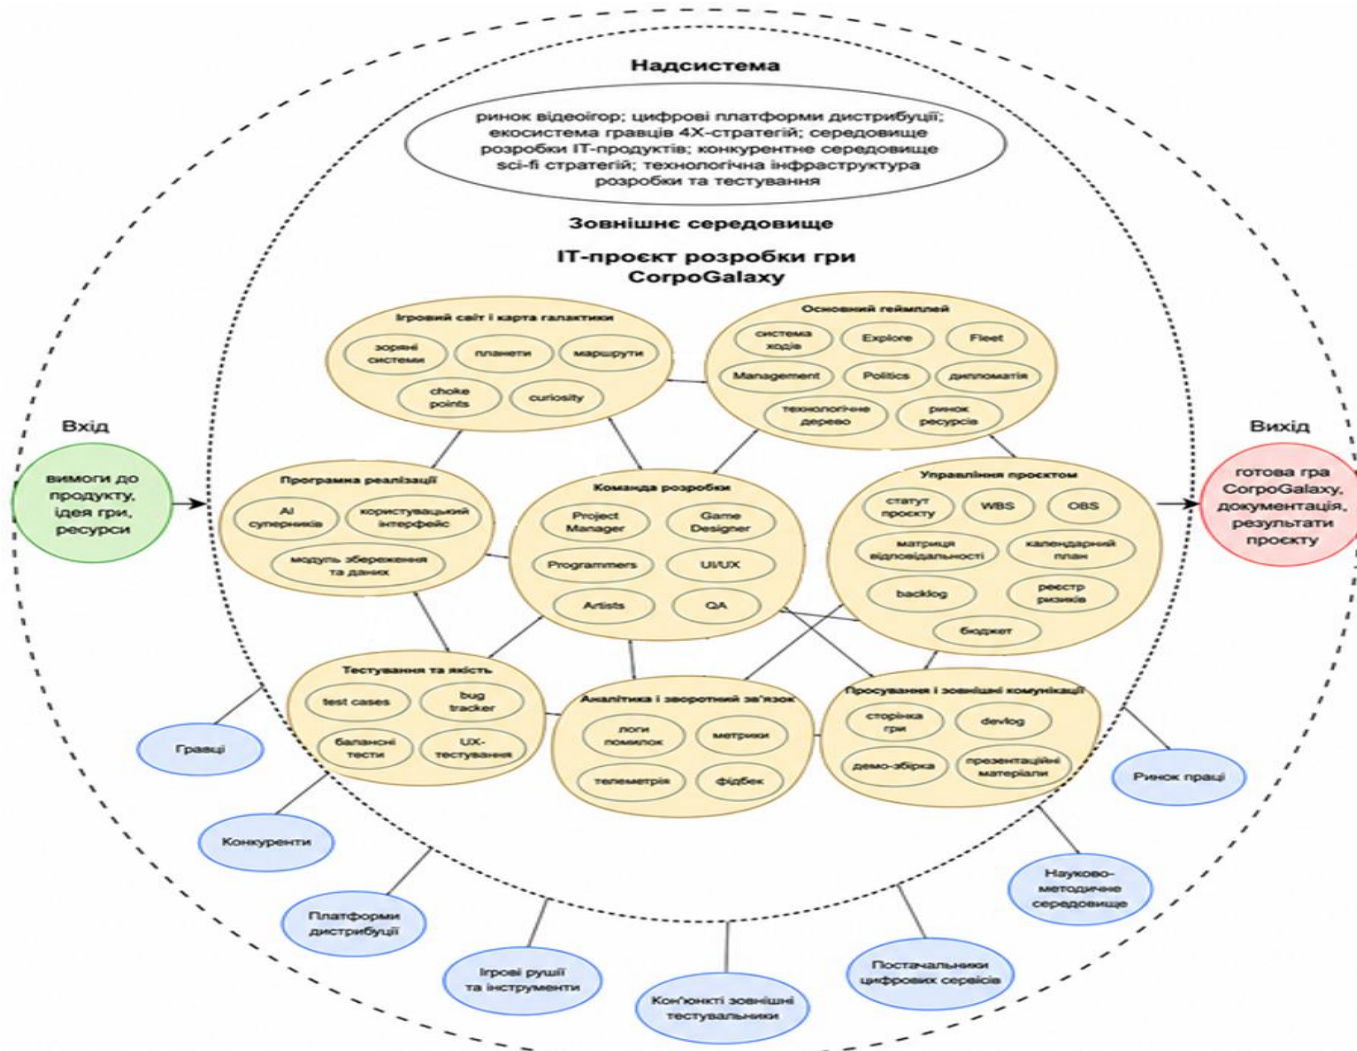 Надсистема
ринок відеоігор; цифрові платформи дистрибуції;
екосистема гравців 4X-стратегій; середовище
розробки ІТ-продуктів; конкурентне середовище
sci-fi стратегій; технологічна інфраструктура
розробки та тестування
Зовнішнє середовище
ІТ-проєкт розробки гри
CorpoGalaxy
Ігровий світ і карта галактики
зоряні
системи
планети
маршрути
choke
points
curiosity
Основний геймплей
система
ходів
Explore
Fleet
Management
Politics
дипломатія
технологічне
дерево
ринок
ресурсів
Вхід
вимоги до
продукту,
ідея гри,
ресурси
Програмна реалізації
AI
суперників
користувацький
інтерфейс
модуль збереження
та даних
Команда розробки
Project
Manager
Game
Designer
Programmers
UI/UX
Artists
QA
Управління проєктом
статут
проєкту
WBS
OBS
матриця
відповідальності
календарний
план
backlog
реєстр
ризиків
бюджет
Вихід
готова гра
CorpoGalaxy,
документація,
результати
проєкту
Тестування та якість
test cases
bug
tracker
балансні
тести
UX-
тестування
Аналітика і зворотний зв'язок
логи
помилок
метрики
телеметрія
фідбек
Просування і зовнішні комунікації
сторінка
гри
devlog
демо-збірка
презентаційні
матеріали
Гравці
Конкуренти
Платформи
дистрибуції
Ігрові рушії
та інструменти
Кон'юнкті зовнішні
тестувальники
Постачальники
цифрових сервісів
Науково-
методичне
середовище
Ринок праці